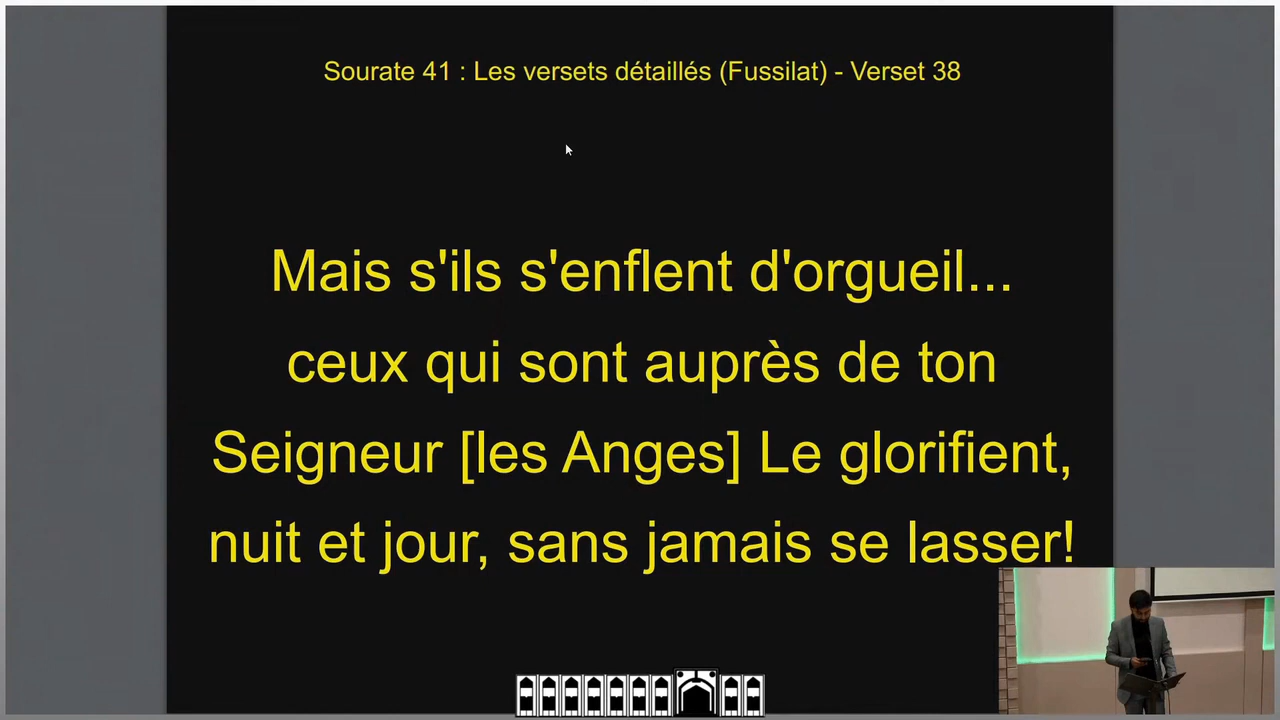 Sourate 41 : Les versets détaillés (Fussilat) - Verset 38
Mais s'ils s'enflent d'orgueil...
ceux qui sont auprès de ton
Seigneur [les Anges] Le glorifient,
nuit et jour, sans jamais se lasser!